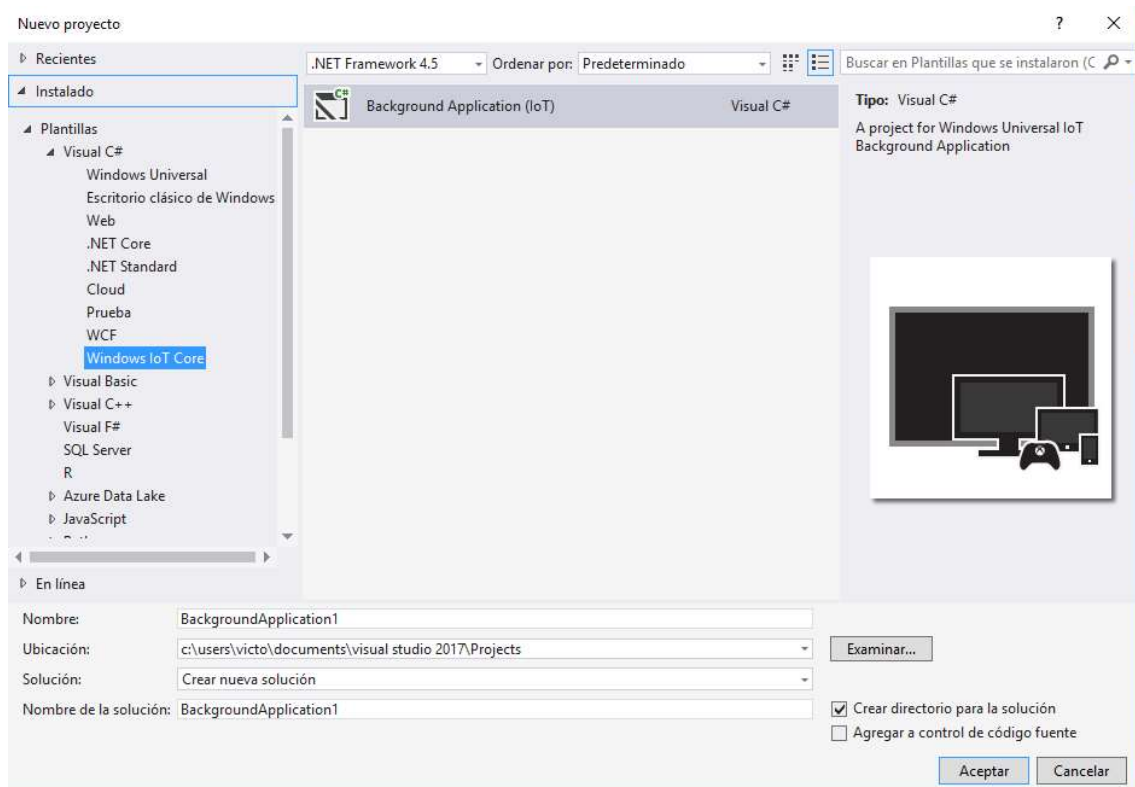 Nuevo proyecto
? ×
Recientes
Instalado
Plantillas
Visual C#
Windows Universal
Escritorio clásico de Windows
Web
.NET Core
.NET Standard
Cloud
Prueba
WCF
Windows IoT Core
Visual Basic
Visual C++
Visual F#
SQL Server
R
Azure Data Lake
JavaScript
En línea
.NET Framework 4.5 Ordenar por: Predeterminado
Buscar en Plantillas que se instalaron (C
C# Background Application (IoT) Visual C#
Tipo: Visual C#
A project for Windows Universal IoT
Background Application
Nombre: BackgroundApplication1
Ubicación: c:\users\victo\documents\visual studio 2017\Projects Examinar...
Solución: Crear nueva solución
Nombre de la solución: BackgroundApplication1
Crear directorio para la solución
Agregar a control de código fuente
Aceptar Cancelar